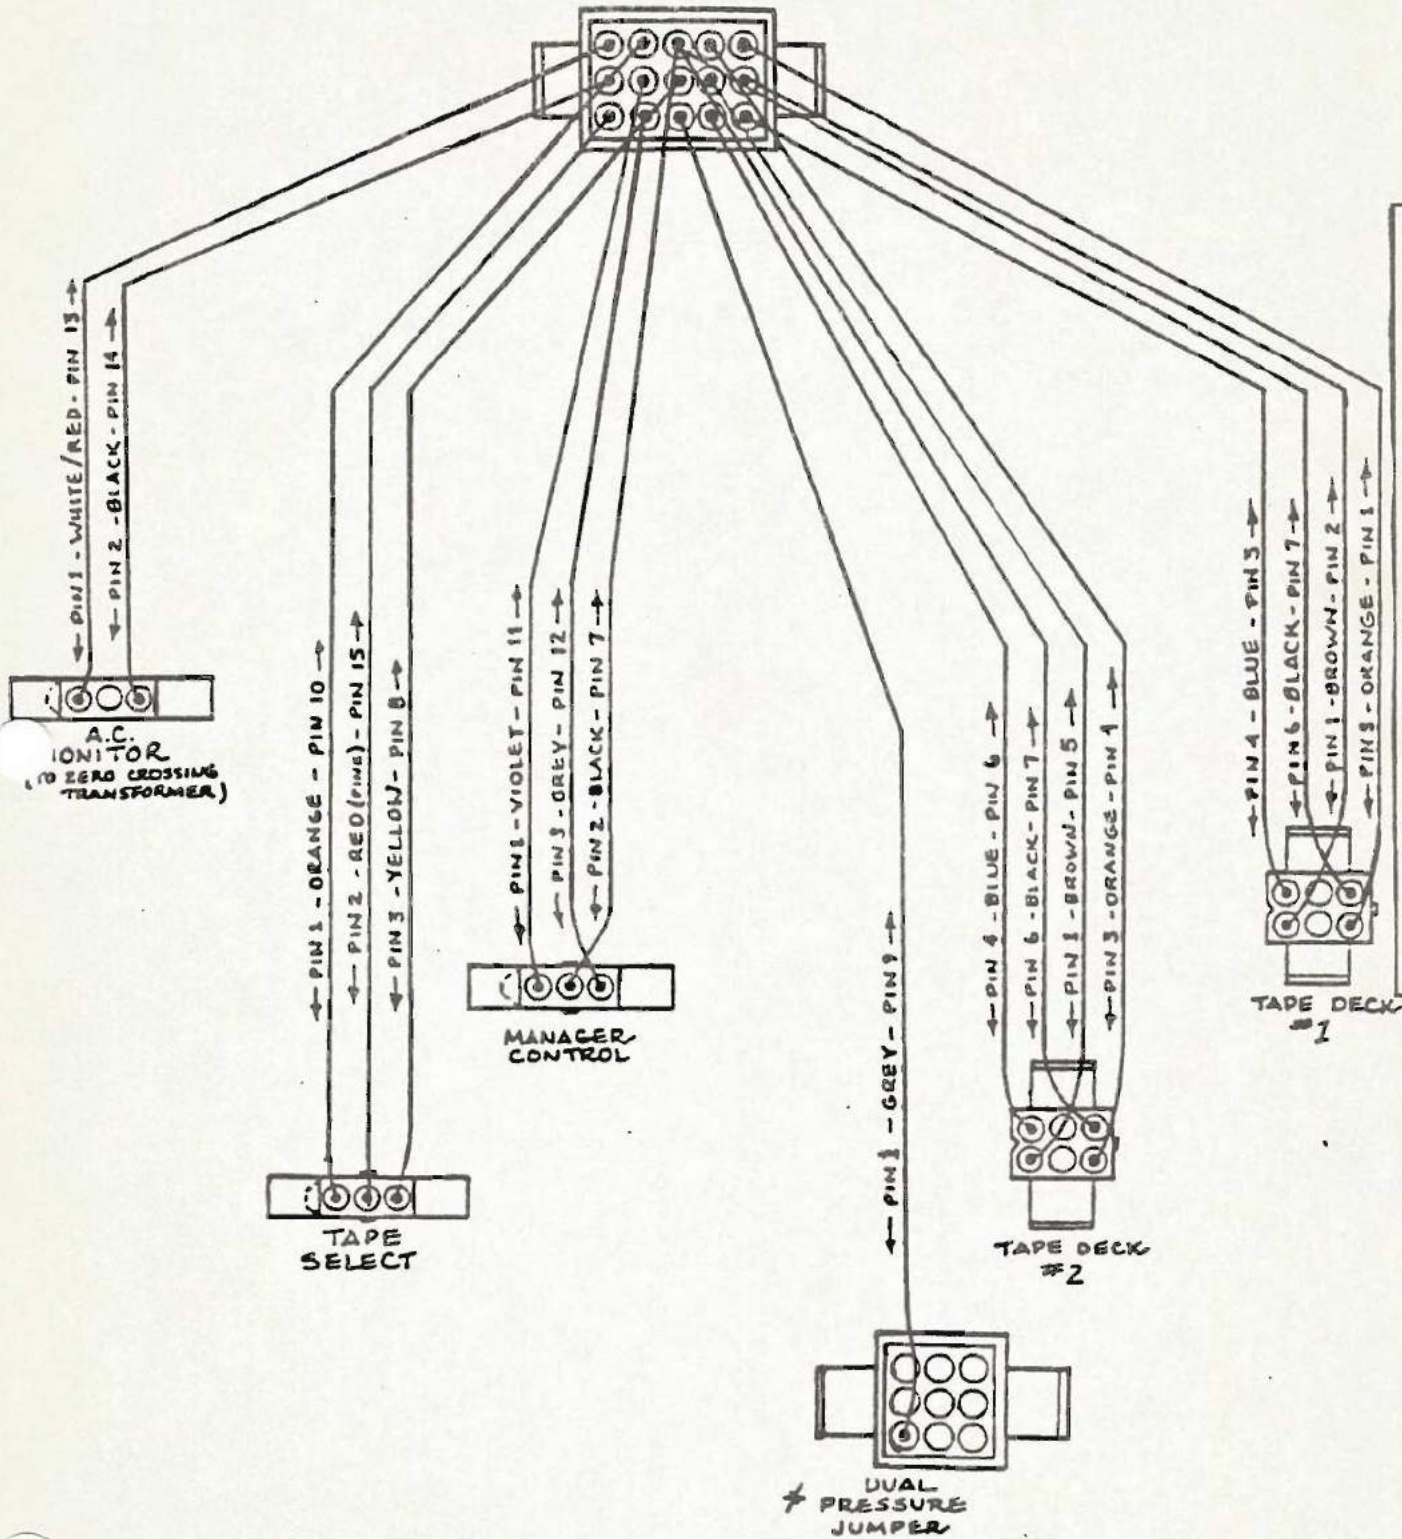 ← PIN 1 - WHITE/RED - PIN 13 →
← PIN 2 - BLACK - PIN 14 →
A.C.
(TO ZERO CROSSING
TRANSFORMER)
← PIN 1 - ORANGE - PIN 10 →
← PIN 2 - RED (PINK) - PIN 15 →
← PIN 3 - YELLOW - PIN 8 →
TAPE
SELECT
← PIN 1 - VIOLET - PIN 11 →
← PIN 3 - GREY - PIN 12 →
← PIN 2 - BLACK - PIN 7 →
MANAGER
CONTROL
← PIN 1 - GREY - PIN 9 →
* DUAL
PRESSURE
JUMPER
← PIN 4 - BLUE - PIN 6 →
← PIN 6 - BLACK - PIN 7 →
← PIN 1 - BROWN - PIN 5 →
← PIN 3 - ORANGE - PIN 4 →
TAPE DECK
#2
← PIN 4 - BLUE - PIN 3 →
← PIN 6 - BLACK - PIN 7 →
← PIN 1 - BROWN - PIN 2 →
← PIN 3 - ORANGE - PIN 1 →
TAPE DECK
#1